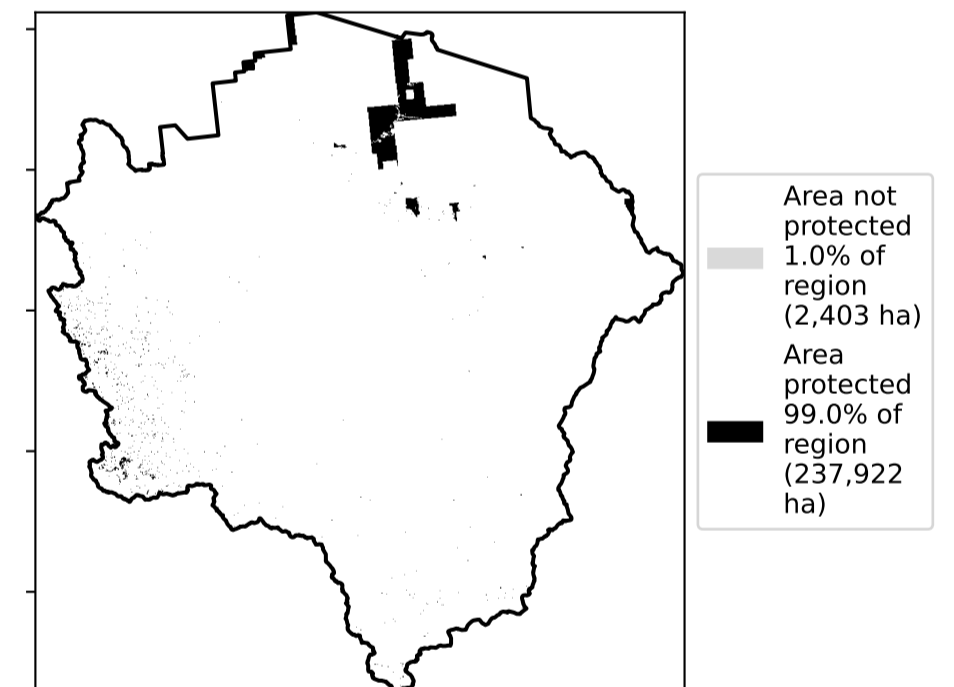 Area not
protected
1.0% of
region
(2,403 ha)
Area
protected
99.0% of
region
(237,922
ha)